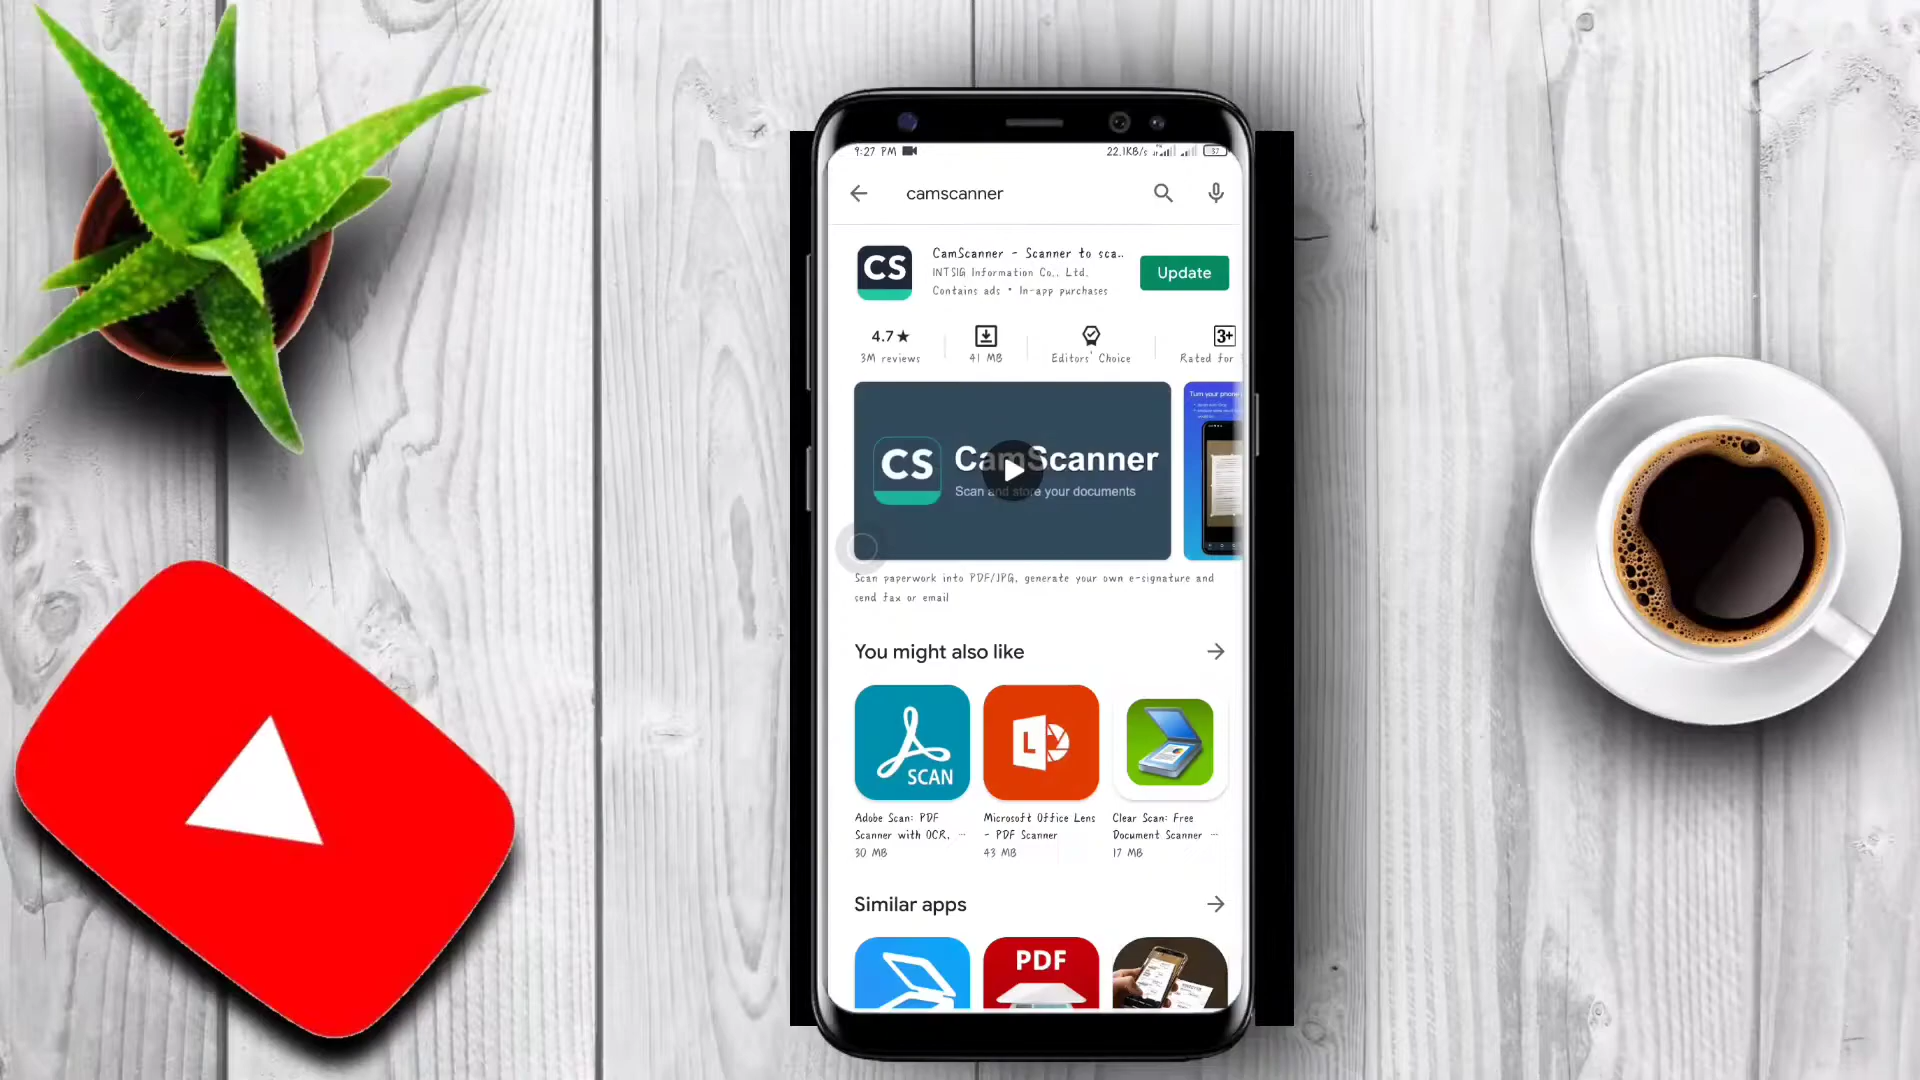 9:27 PM
22.1KB/s
37
camscanner
CS
CamScanner - Scanner to sca..
INTSIG Information Co., Ltd.
Contains ads • In-app purchases
Update
4.7★
3M reviews
41 MB
Editors' Choice
3+
Rated for
CS CamScanner
Scan and store your documents
Turn your phone
Scan paperwork into PDF/JPG, generate your own e-signature and
send fax or email
You might also like
SCAN
L
Adobe Scan: PDF
Scanner with OCR, ...
30 MB
Microsoft Office Lens
- PDF Scanner
43 MB
Clear Scan: Free
Document Scanner ...
17 MB
Similar apps
PDF